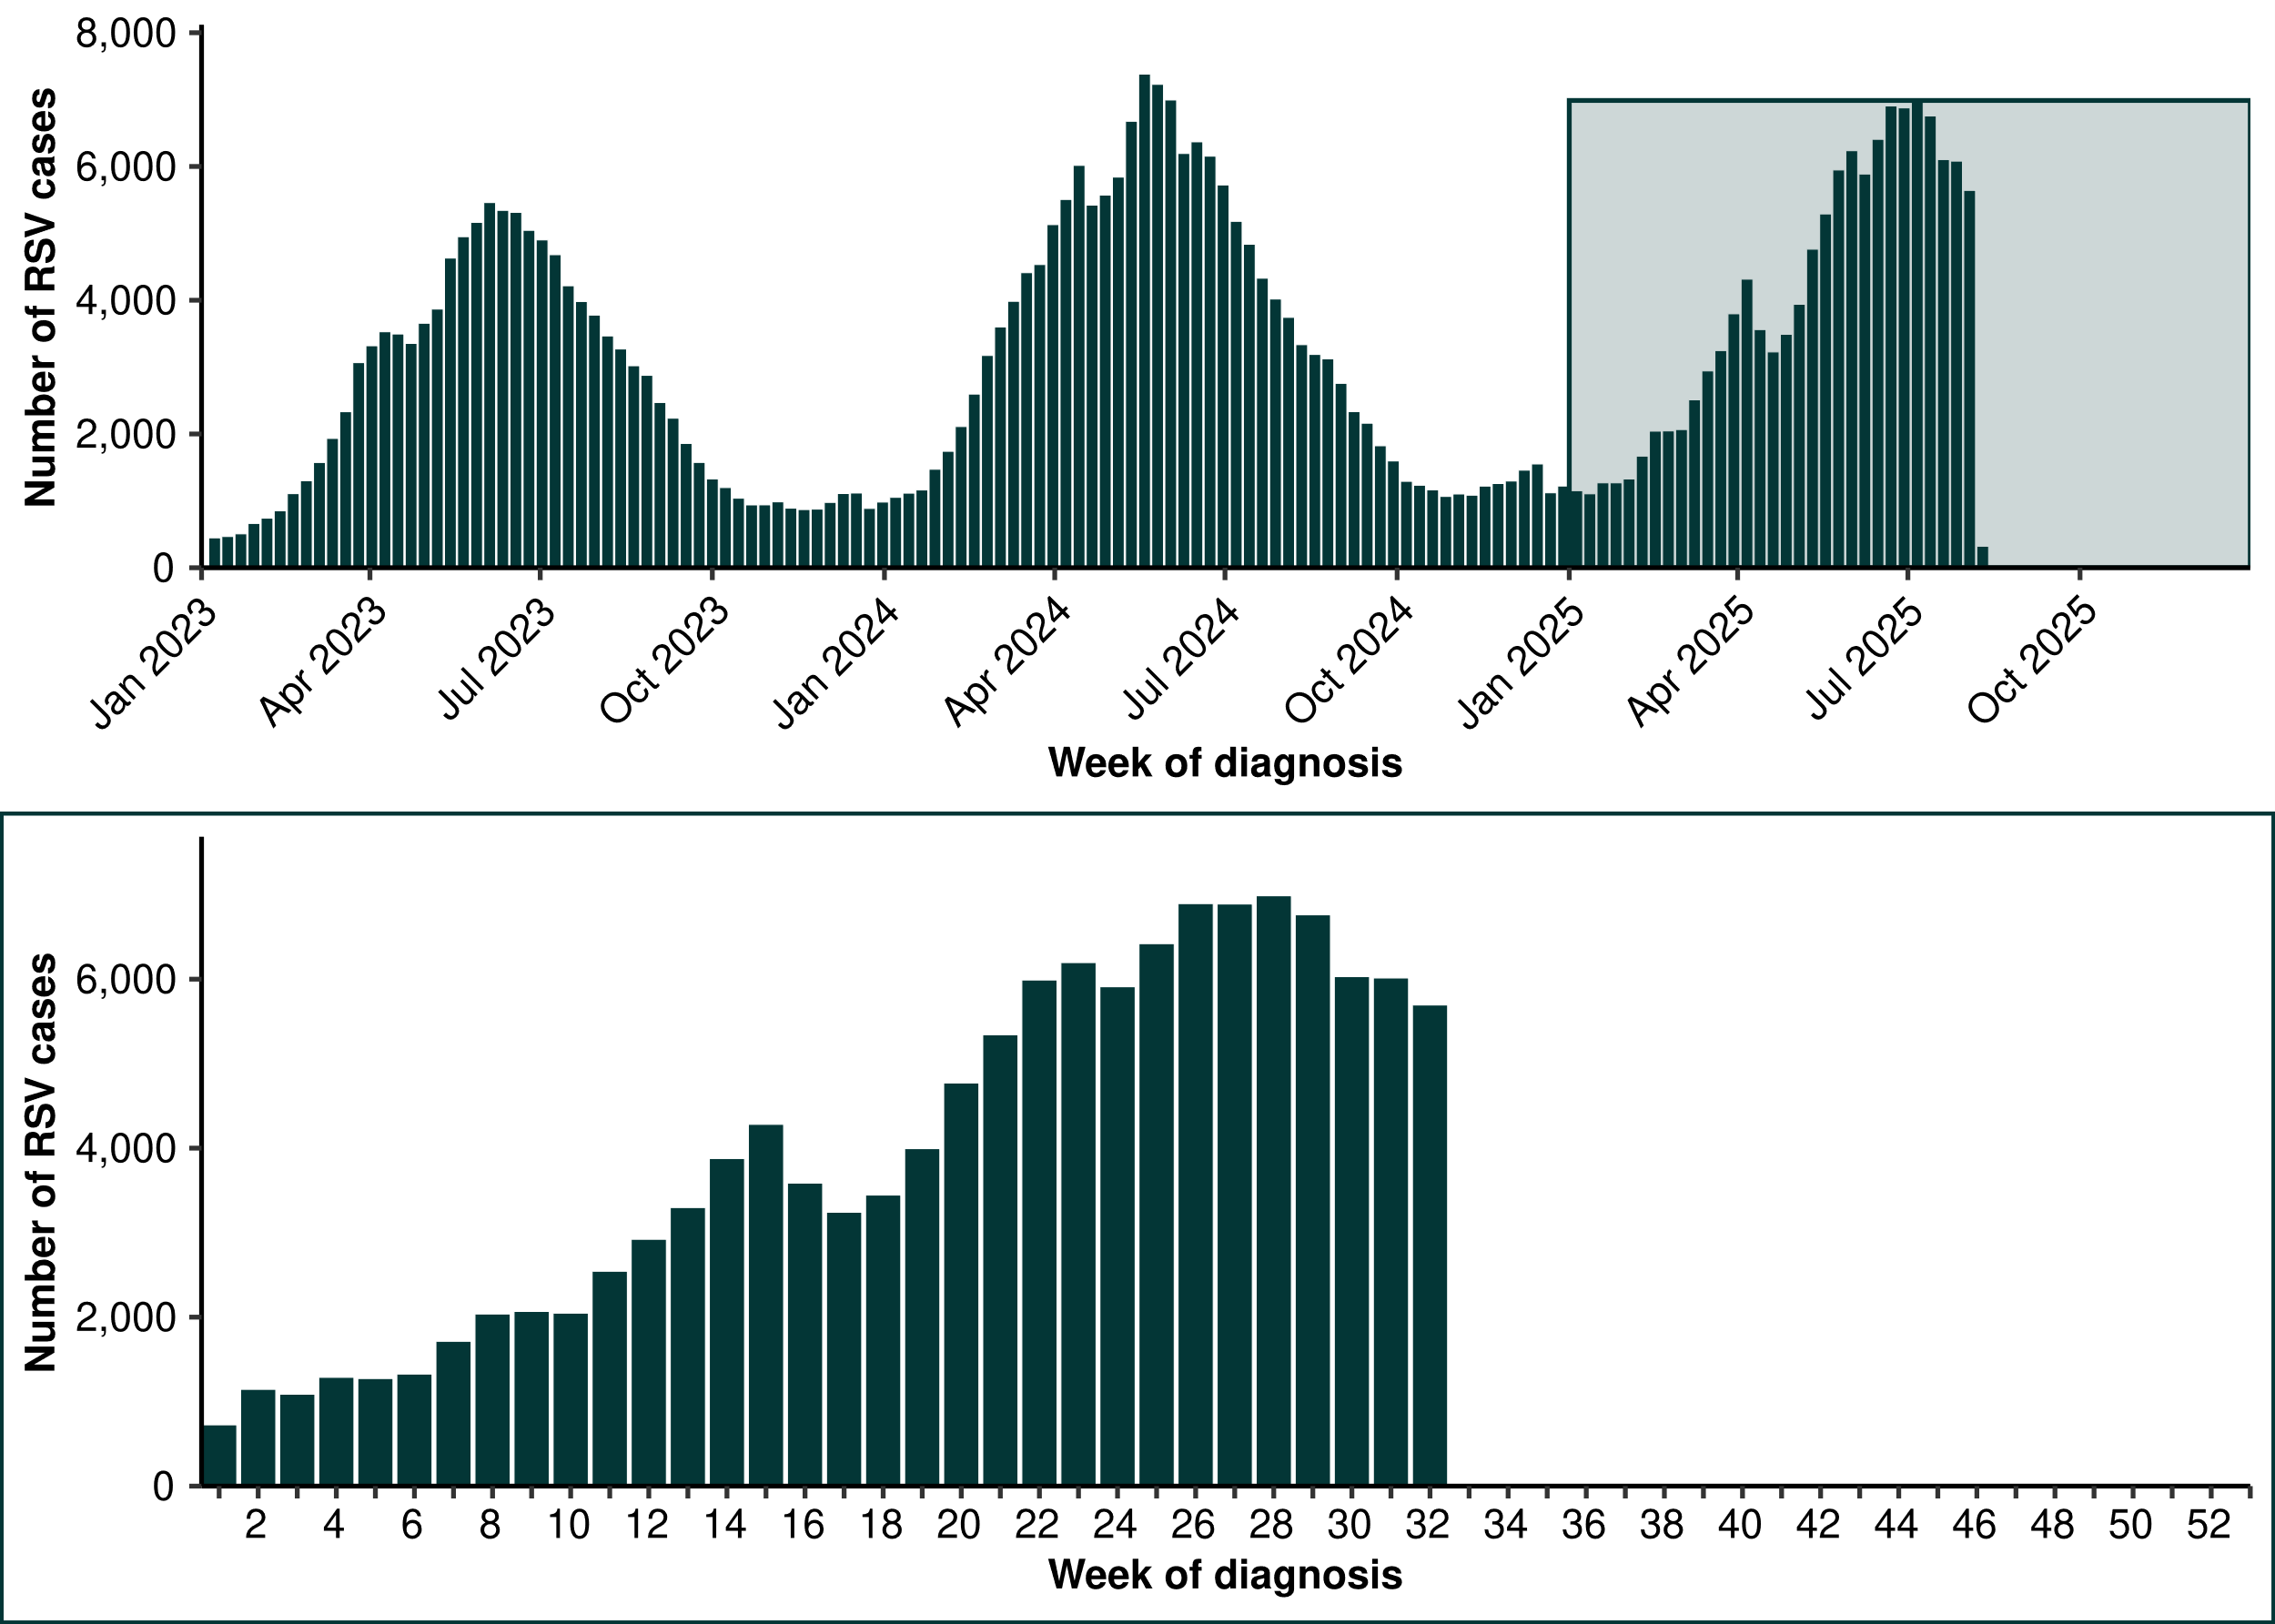 Number of RSV cases
8,000
6,000
4,000
2,000
0
Jan 2023
Apr 2023
Jul 2023
Oct 2023
Jan 2024
Apr 2024
Jul 2024
Oct 2024
Jan 2025
Apr 2025
Jul 2025
Oct 2025
Week of diagnosis
Number of RSV cases
6,000
4,000
2,000
0
2 4 6 8 10 12 14 16 18 20 22 24 26 28 30 32 34 36 38 40 42 44 46 48 50 52
Week of diagnosis